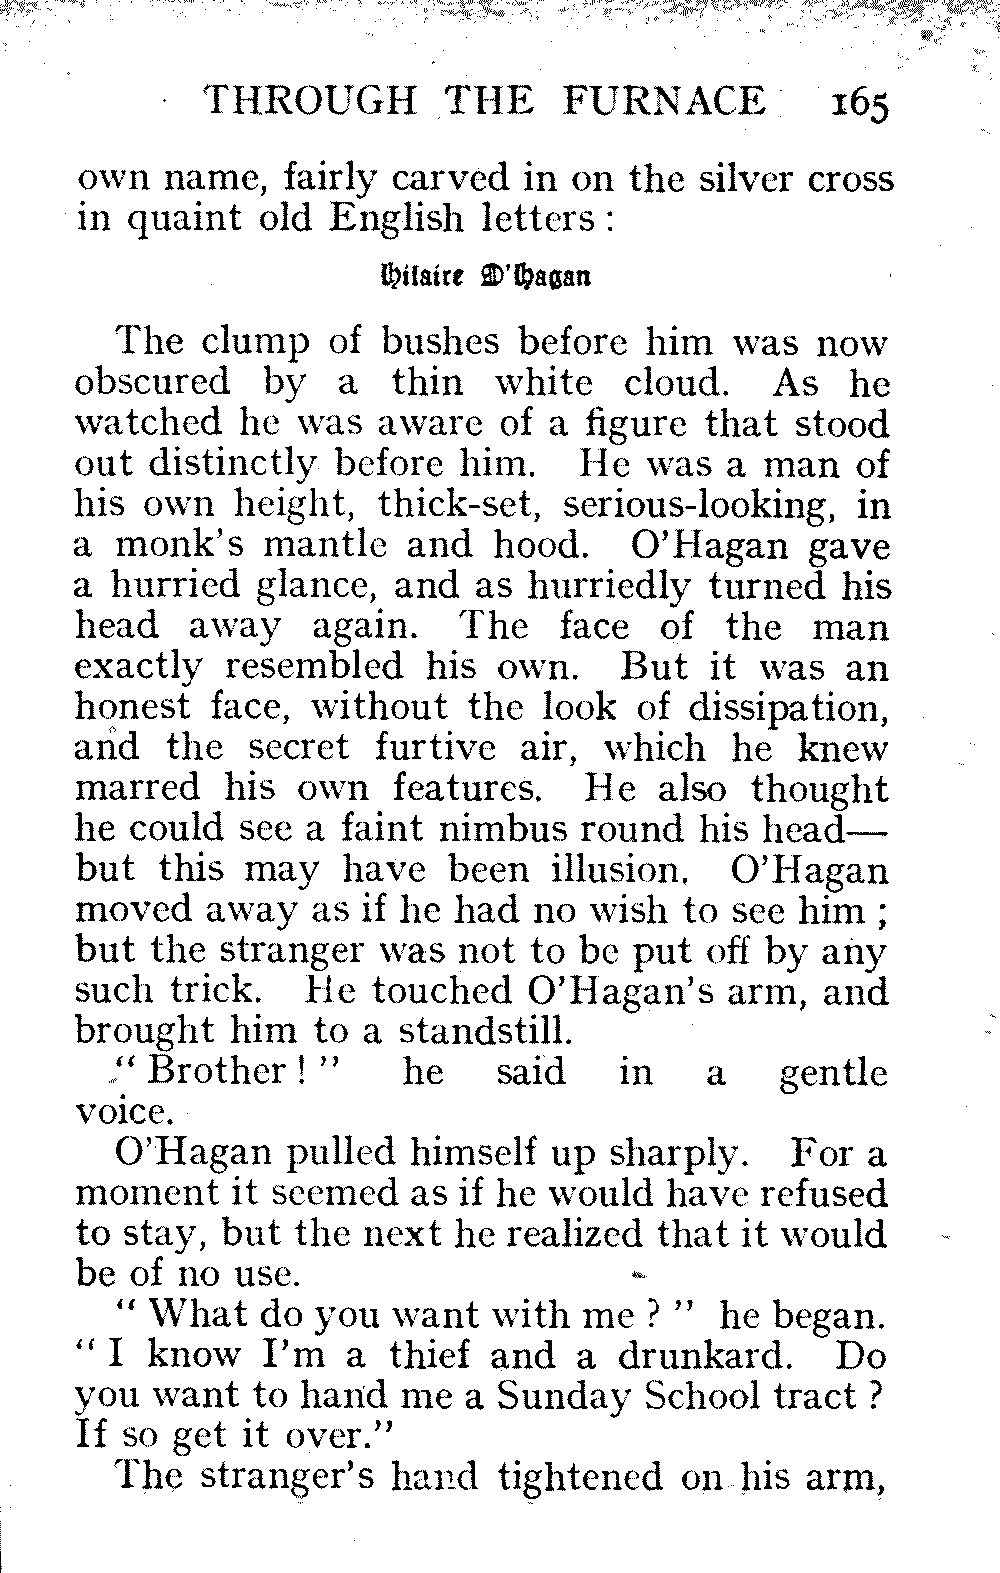 THROUGH THE FURNACE 165
own name, fairly carved in on the silver cross
in quaint old English letters :
Hilaire O'Hagan
The clump of bushes before him was now
obscured by a thin white cloud. As he
watched he was aware of a figure that stood
out distinctly before him. He was a man of
his own height, thick-set, serious-looking, in
a monk's mantle and hood. O'Hagan gave
a hurried glance, and as hurriedly turned his
head away again. The face of the man
exactly resembled his own. But it was an
honest face, without the look of dissipation,
and the secret furtive air, which he knew
marred his own features. He also thought
he could see a faint nimbus round his head—
but this may have been illusion. O'Hagan
moved away as if he had no wish to see him ;
but the stranger was not to be put off by any
such trick. He touched O'Hagan's arm, and
brought him to a standstill.
“ Brother ! ” he said in a gentle
voice.
O'Hagan pulled himself up sharply. For a
moment it seemed as if he would have refused
to stay, but the next he realized that it would
be of no use.
“ What do you want with me ? ” he began.
“ I know I'm a thief and a drunkard. Do
you want to hand me a Sunday School tract ?
If so get it over.”
The stranger's hand tightened on his arm,